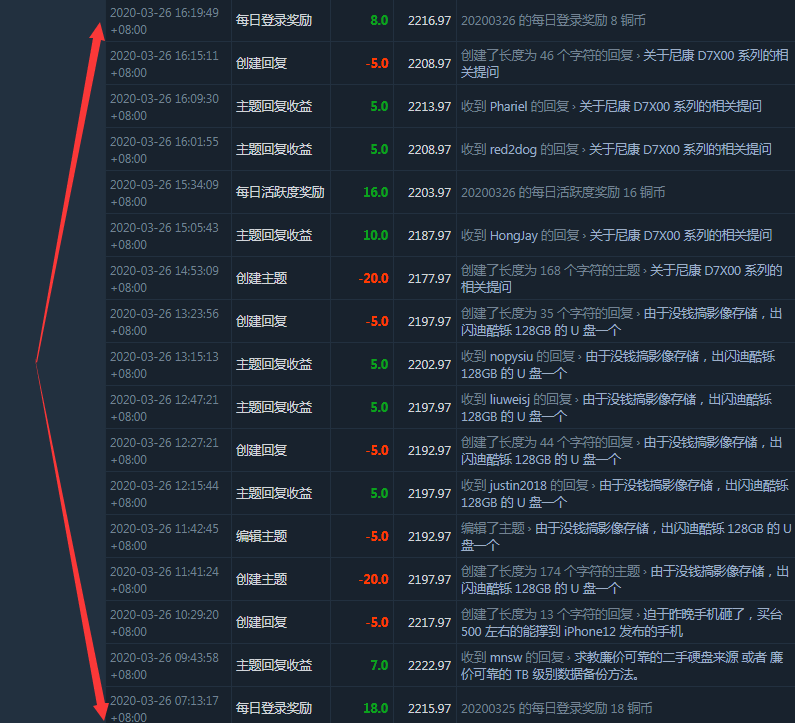 2020-03-26 16:19:49 +08:00 每日登录奖励 8.0 2216.97 20200326 的每日登录奖励 8 铜币
2020-03-26 16:15:11 +08:00 创建回复 -5.0 2208.97 创建了长度为 46 个字符的回复 › 关于尼康 D7X00 系列的相关提问
2020-03-26 16:09:30 +08:00 主题回复收益 5.0 2213.97 收到 Phariel 的回复 › 关于尼康 D7X00 系列的相关提问
2020-03-26 16:01:55 +08:00 主题回复收益 5.0 2208.97 收到 red2dog 的回复 › 关于尼康 D7X00 系列的相关提问
2020-03-26 15:34:09 +08:00 每日活跃度奖励 16.0 2203.97 20200326 的每日活跃度奖励 16 铜币
2020-03-26 15:05:43 +08:00 主题回复收益 10.0 2187.97 收到 HongJay 的回复 › 关于尼康 D7X00 系列的相关提问
2020-03-26 14:53:09 +08:00 创建主题 -20.0 2177.97 创建了长度为 168 个字符的主题 › 关于尼康 D7X00 系列的相关提问
2020-03-26 13:23:56 +08:00 创建回复 -5.0 2197.97 创建了长度为 35 个字符的回复 › 由于没钱搞影像存储，出闪迪酷铄 128GB 的 U 盘一个
2020-03-26 13:15:13 +08:00 主题回复收益 5.0 2202.97 收到 nopysiu 的回复 › 由于没钱搞影像存储，出闪迪酷铄 128GB 的 U 盘一个
2020-03-26 12:47:21 +08:00 主题回复收益 5.0 2197.97 收到 liuweisj 的回复 › 由于没钱搞影像存储，出闪迪酷铄 128GB 的 U 盘一个
2020-03-26 12:27:21 +08:00 创建回复 -5.0 2192.97 创建了长度为 44 个字符的回复 › 由于没钱搞影像存储，出闪迪酷铄 128GB 的 U 盘一个
2020-03-26 12:15:44 +08:00 主题回复收益 5.0 2197.97 收到 justin2018 的回复 › 由于没钱搞影像存储，出闪迪酷铄 128GB 的 U 盘一个
2020-03-26 11:42:45 +08:00 编辑主题 -5.0 2192.97 编辑了主题 › 由于没钱搞影像存储，出闪迪酷铄 128GB 的 U 盘一个
2020-03-26 11:41:24 +08:00 创建主题 -20.0 2197.97 创建了长度为 174 个字符的主题 › 由于没钱搞影像存储，出闪迪酷铄 128GB 的 U 盘一个
2020-03-26 10:29:20 +08:00 创建回复 -5.0 2217.97 创建了长度为 13 个字符的回复 › 迫于昨晚手机砸了，买台 500 左右的能撑到 iPhone12 发布的手机
2020-03-26 09:43:58 +08:00 主题回复收益 7.0 2222.97 收到 mnsw 的回复 › 求教廉价可靠的二手硬盘来源 或者 廉价可靠的 TB 级别数据备份方法。
2020-03-26 07:13:17 +08:00 每日登录奖励 18.0 2215.97 20200325 的每日登录奖励 18 铜币